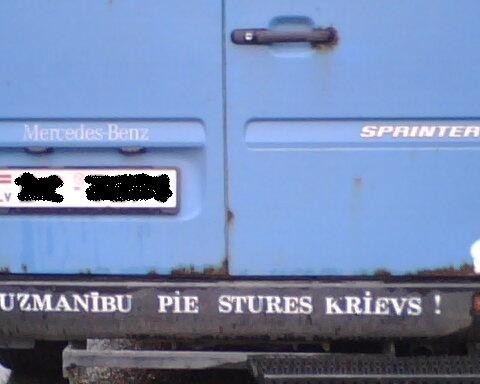 Mercedes-Benz
SPRINTER
LV
UZMANĪBU PiE STURES KRiEVS !